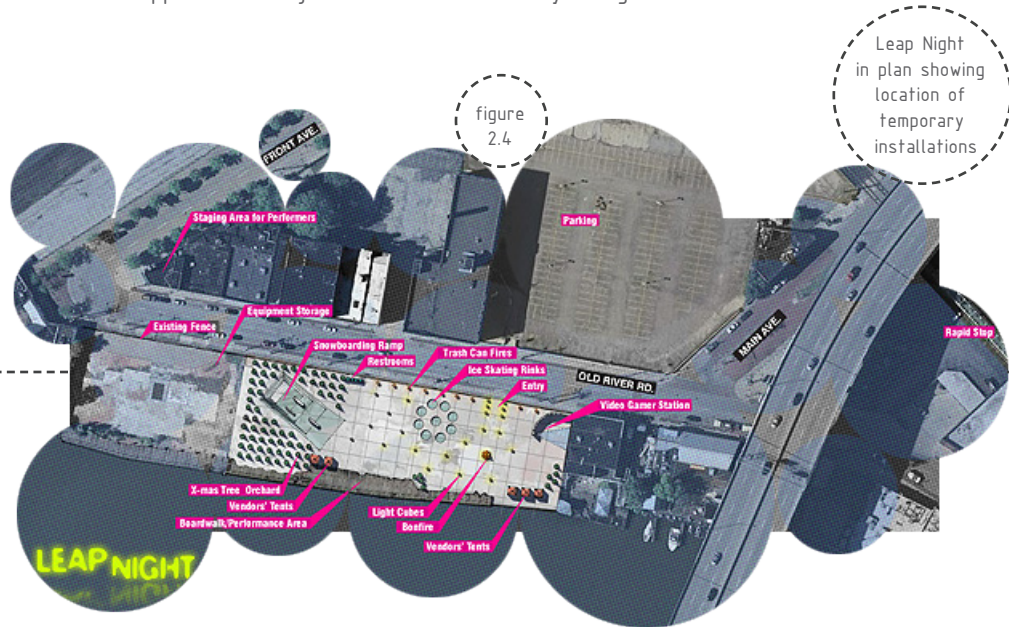 Leap Night
in plan showing
location of
temporary
installations
figure
2.4
FRONT AVE.
Staging Area for Performers
Parking
Equipment Storage
Existing Fence
Snowboarding Ramp
Restrooms
Trash Can Fires
Ice Skating Rinks
Entry
OLD RIVER RD.
MAIN AVE.
Rapid Stop
Video Gamer Station
X-mas Tree Orchard
Vendors' Tents
Boardwalk/Performance Area
Light Cubes
Bonfire
Vendors' Tents
LEAP NIGHT